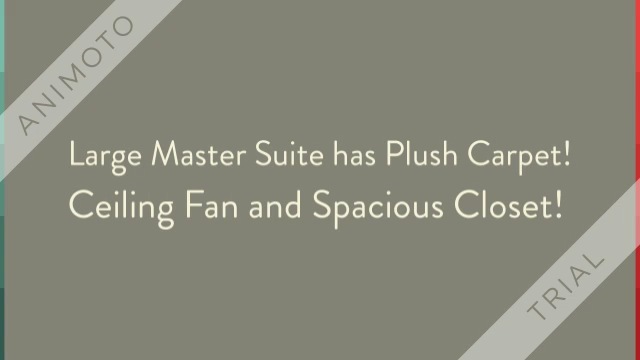 ANIMOTO
Large Master Suite has Plush Carpet!
Ceiling Fan and Spacious Closet!
TRIAL